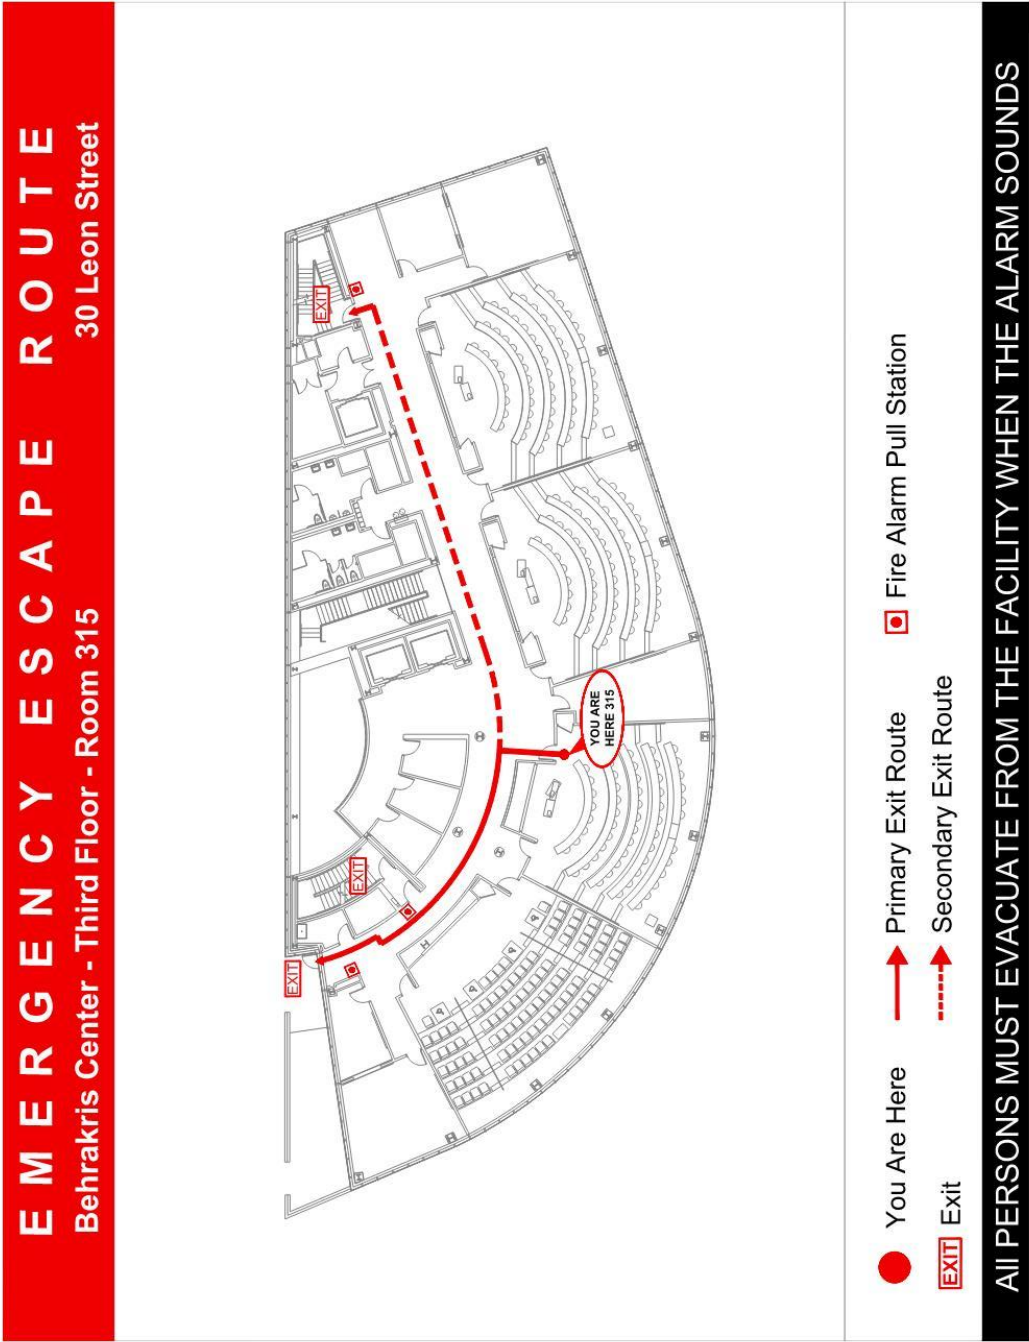 EMERGENCY ESCAPE ROUTE
Behrakris Center - Third Floor - Room 315
30 Leon Street
EXIT
EXIT
EXIT
YOU ARE
HERE 315
You Are Here
Primary Exit Route
Fire Alarm Pull Station
EXIT Exit
Secondary Exit Route
All PERSONS MUST EVACUATE FROM THE FACILITY WHEN THE ALARM SOUNDS